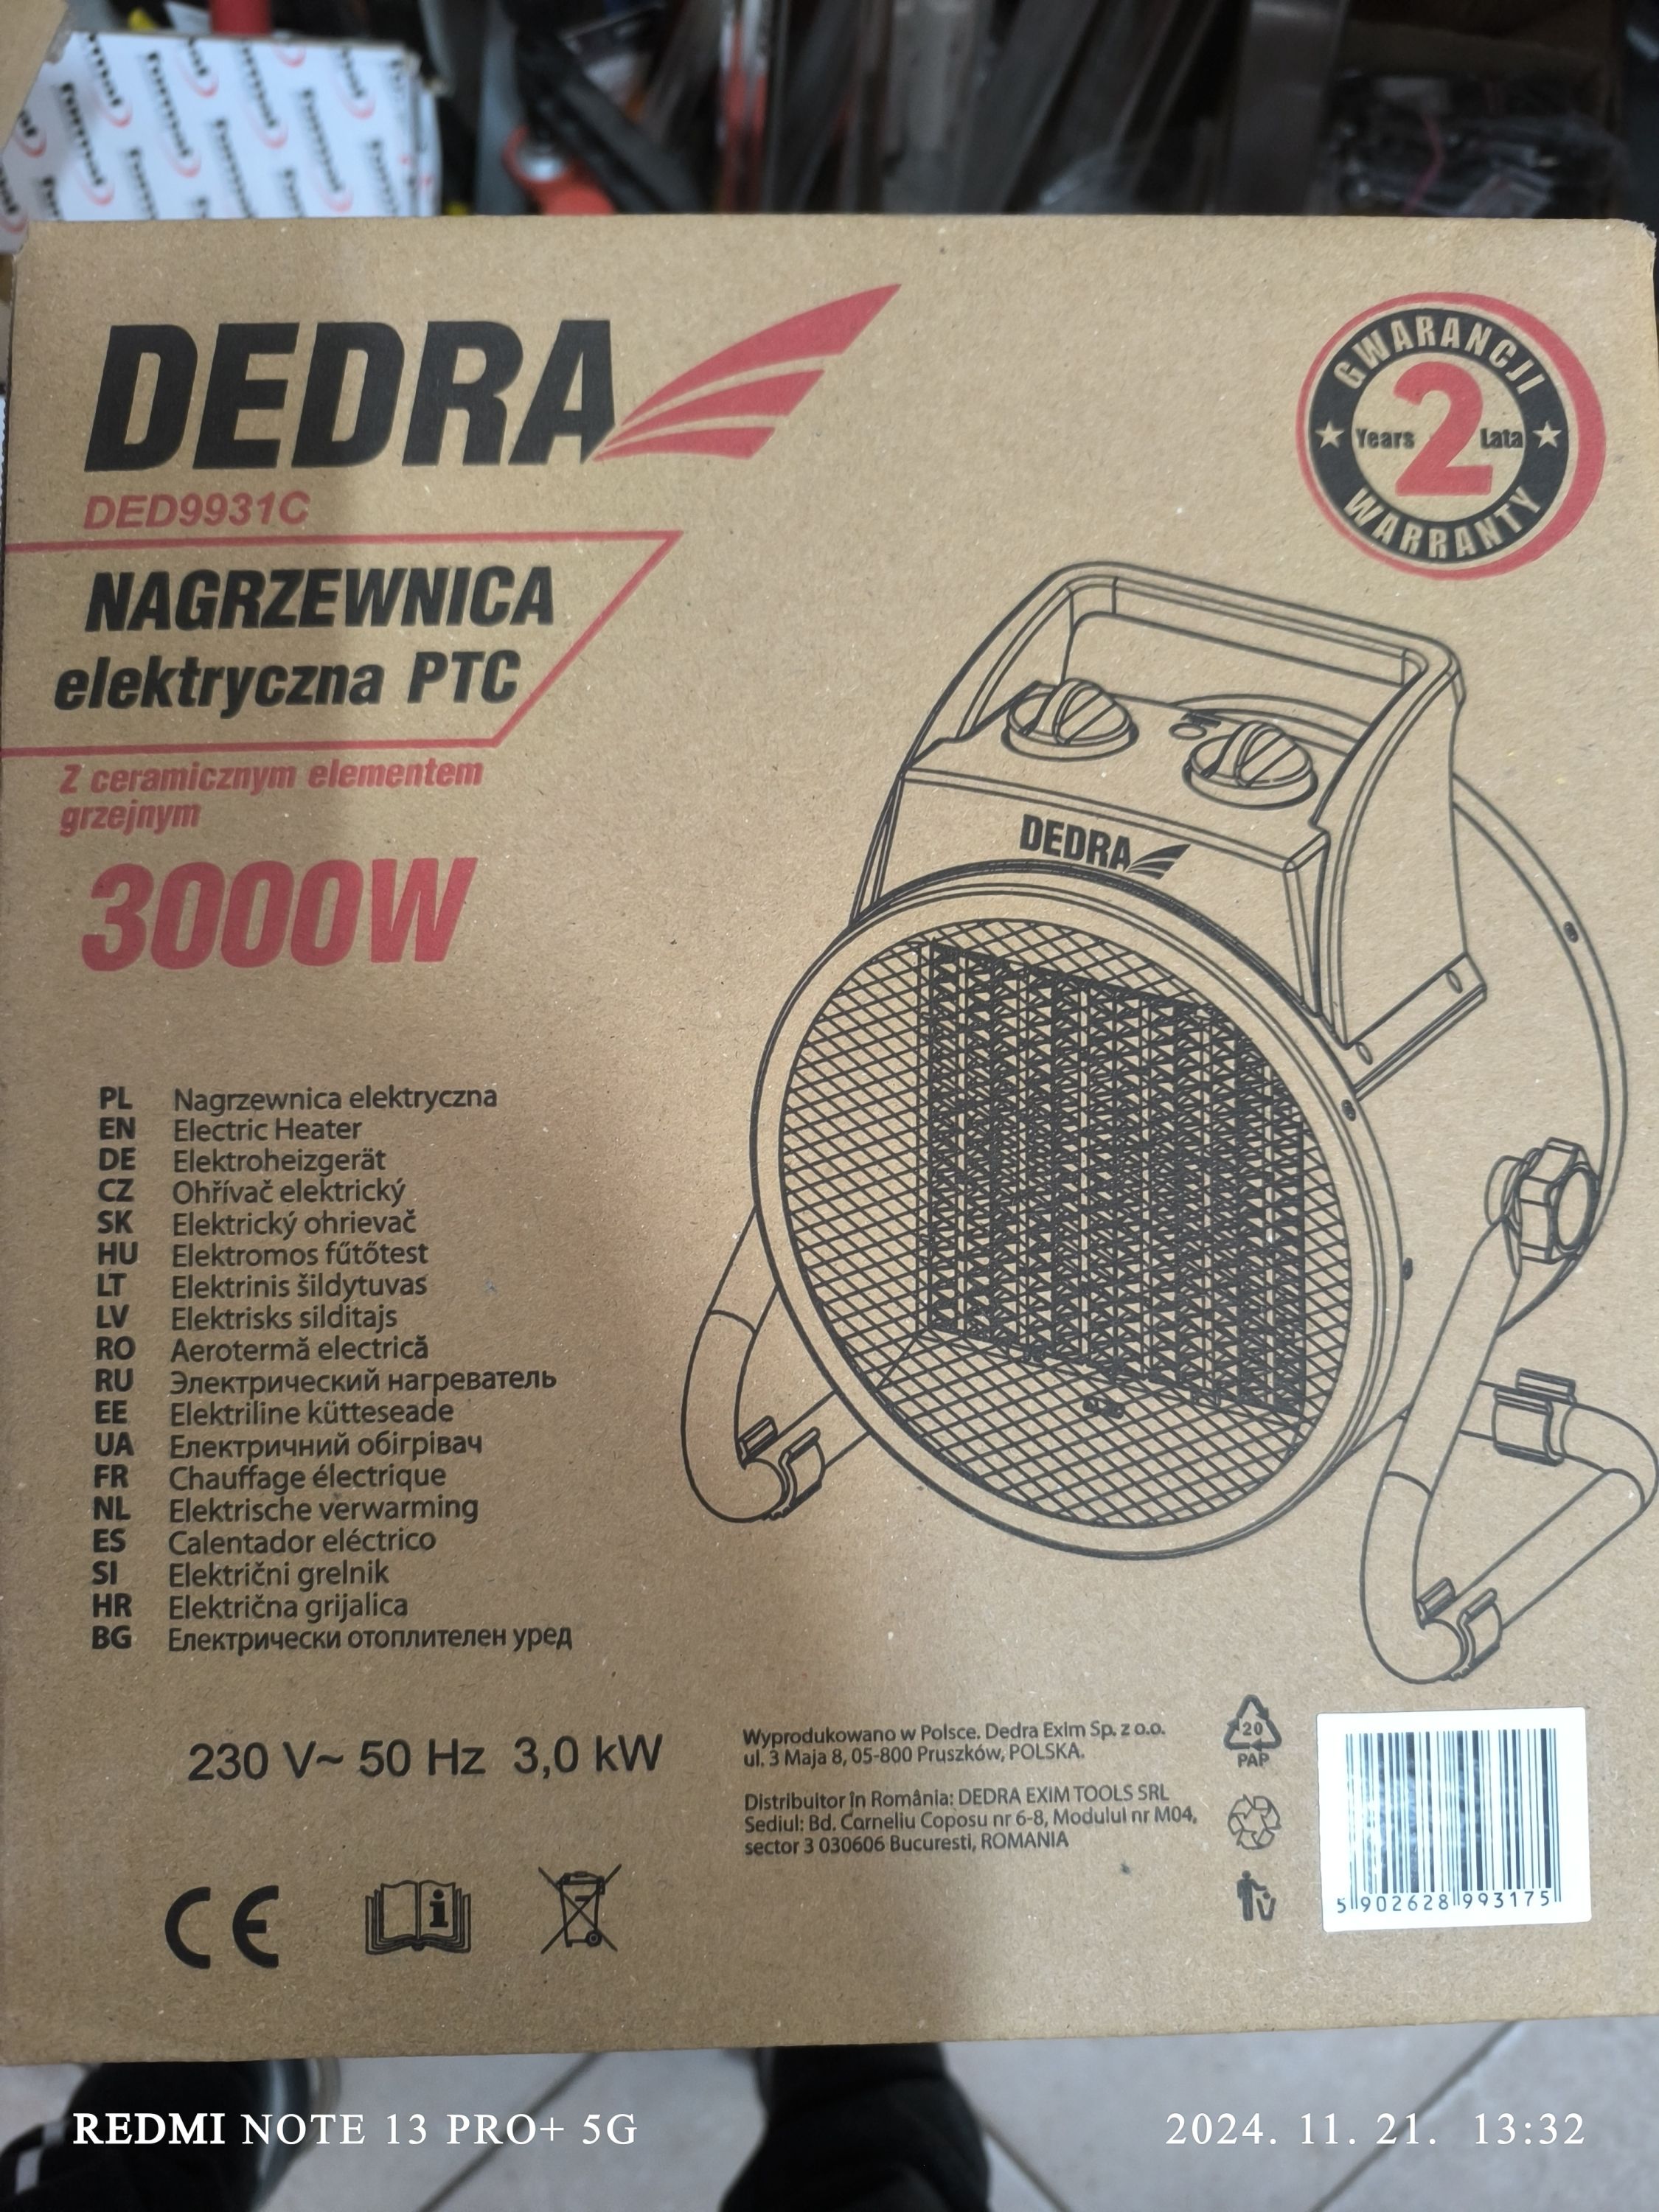 DEDRA
DED9931C
NAGRZEWNICA
elektryczna PTC
Z ceramicznym elementem
grzejnym
3000W
GWARANCJI
Years 2 Lata
WARRANTY
DEDRA
PL Nagrzewnica elektryczna
EN Electric Heater
DE Elektroheizgerät
CZ Ohřívač elektrický
SK Elektrický ohrievač
HU Elektromos fűtőtest
LT Elektrinis šildytuvas
LV Elektrisks silditajs
RO Aerotermă electrică
RU Электрический нагреватель
EE Elektriline kütteseade
UA Електричний обігрівач
FR Chauffage électrique
NL Elektrische verwarming
ES Calentador eléctrico
SI Električni grelnik
HR Električna grijalica
BG Електрически отоплителен уред
230 V~ 50 Hz 3,0 kW
Wyprodukowano w Polsce. Dedra Exim Sp. z o.o.
ul. 3 Maja 8, 05-800 Pruszków, POLSKA.
Distribuitor în România: DEDRA EXIM TOOLS SRL
Sediul: Bd. Corneliu Coposu nr 6-8, Modulul nr M04,
sector 3 030606 Bucuresti, ROMANIA
20
PAP
5 902628 993175
CE
i
REDMI NOTE 13 PRO+ 5G
2024. 11. 21. 13:32